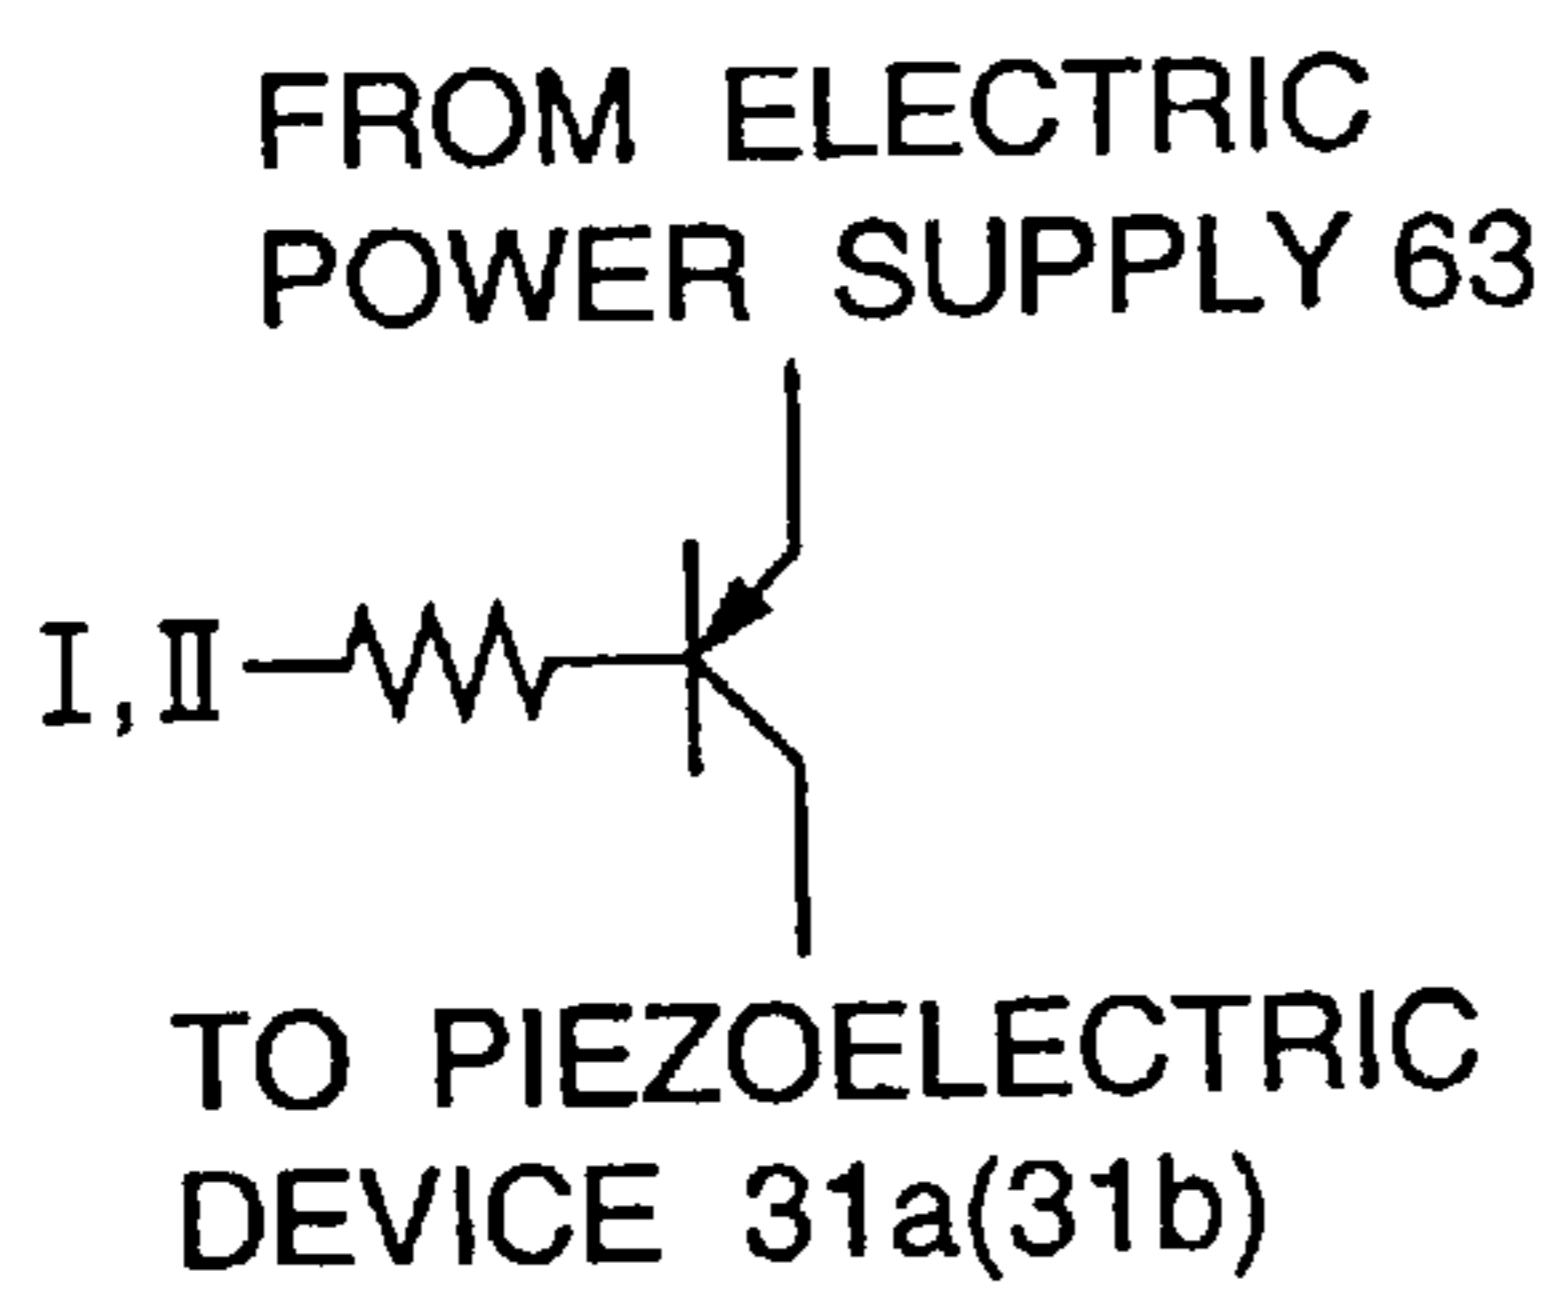 FROM ELECTRIC
POWER SUPPLY 63
I, II
TO PIEZOELECTRIC
DEVICE 31a(31b)